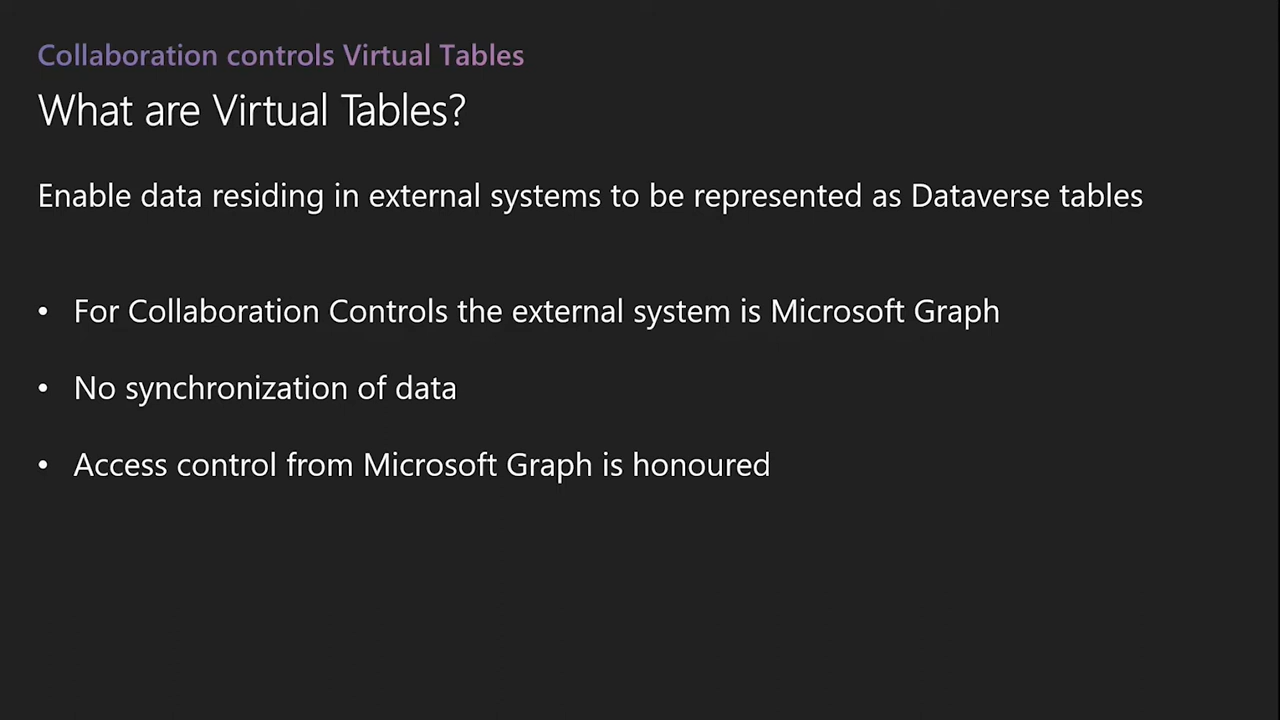 Collaboration controls Virtual Tables
What are Virtual Tables?
Enable data residing in external systems to be represented as Dataverse tables
• For Collaboration Controls the external system is Microsoft Graph
• No synchronization of data
• Access control from Microsoft Graph is honoured